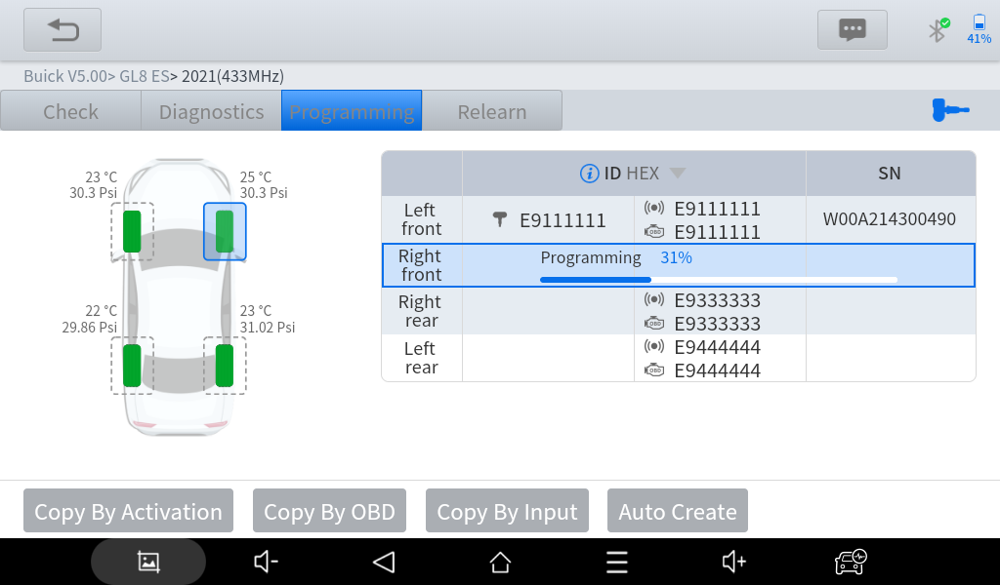 41%
Buick V5.00> GL8 ES> 2021(433MHz)
Check Diagnostics Programming Relearn
23 °C
30.3 Psi
25 °C
30.3 Psi
22 °C
29.86 Psi
23 °C
31.02 Psi
ID HEX SN
Left front E9111111 E9111111 W00A214300490
OBD E9111111
Right front Programming 31%
Right rear E9333333
OBD E9333333
Left rear E9444444
OBD E9444444
Copy By Activation Copy By OBD Copy By Input Auto Create